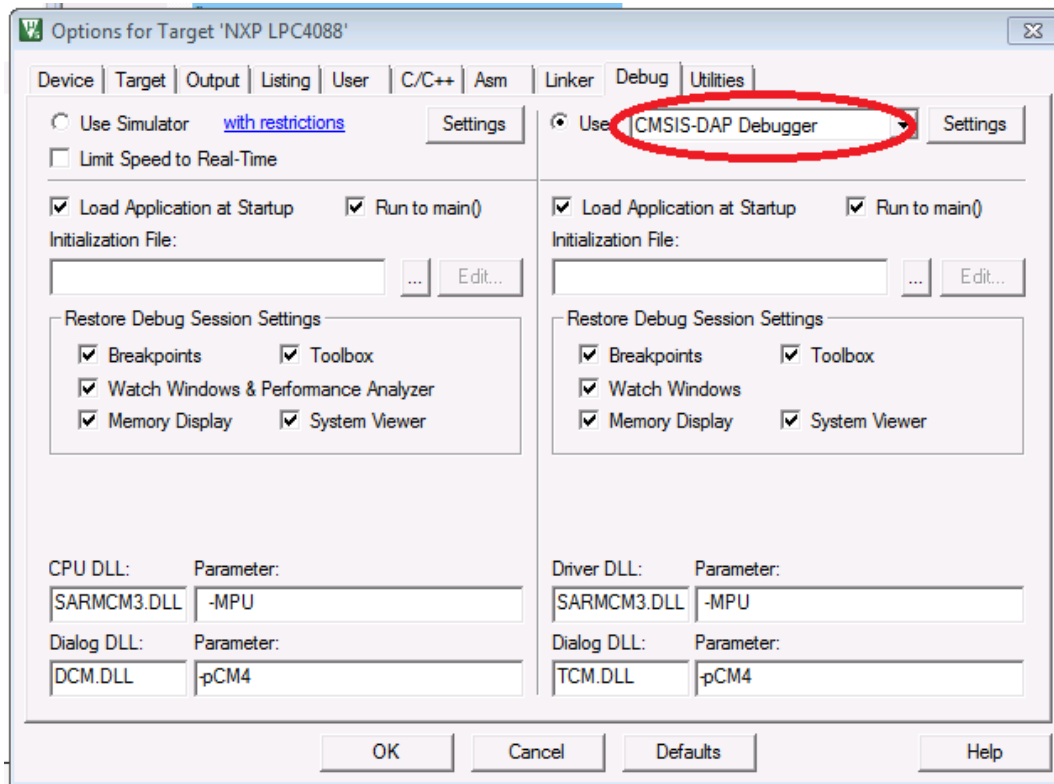 Options for Target 'NXP LPC4088'
Device Target Output Listing User C/C++ Asm Linker Debug Utilities
Use Simulator with restrictions Settings Use CMSIS-DAP Debugger Settings
Limit Speed to Real-Time
Load Application at Startup Run to main() Load Application at Startup Run to main()
Initialization File: Initialization File:
... Edit... ... Edit...
Restore Debug Session Settings Restore Debug Session Settings
Breakpoints Toolbox Breakpoints Toolbox
Watch Windows & Performance Analyzer Watch Windows
Memory Display System Viewer Memory Display System Viewer
CPU DLL: Parameter: Driver DLL: Parameter:
SARMCM3.DLL -MPU SARMCM3.DLL -MPU
Dialog DLL: Parameter: Dialog DLL: Parameter:
DCM.DLL -pCM4 TCM.DLL -pCM4
OK Cancel Defaults Help